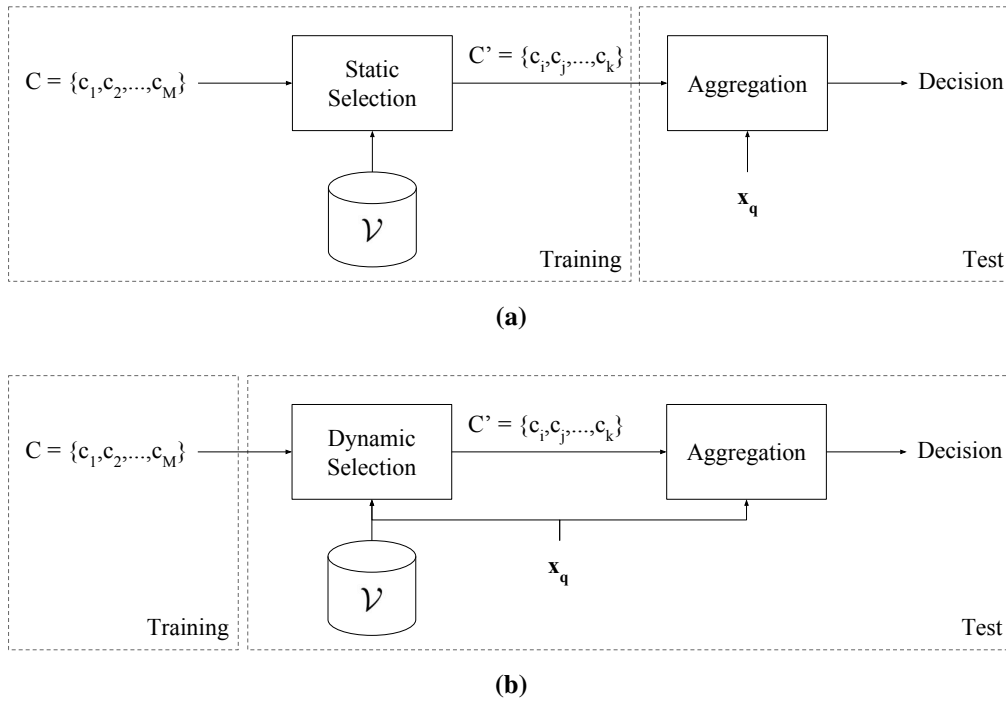 C = {c1,c2,...,cM}
Static
Selection
C’ = {ci,cj,...,ck}
Aggregation
Decision
𝒱
xq
Training
Test
(a)
C = {c1,c2,...,cM}
Dynamic
Selection
C’ = {ci,cj,...,ck}
Aggregation
Decision
xq
𝒱
Training
Test
(b)